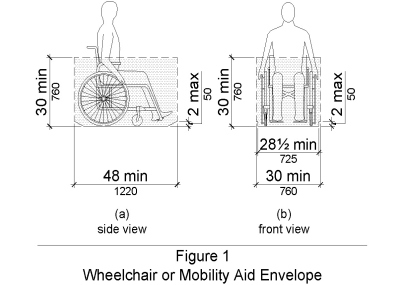 30 min
760
2 max
50
30 min
760
2 max
50
48 min
1220
28½ min
725
30 min
760
(a)
side view
(b)
front view
Figure 1
Wheelchair or Mobility Aid Envelope